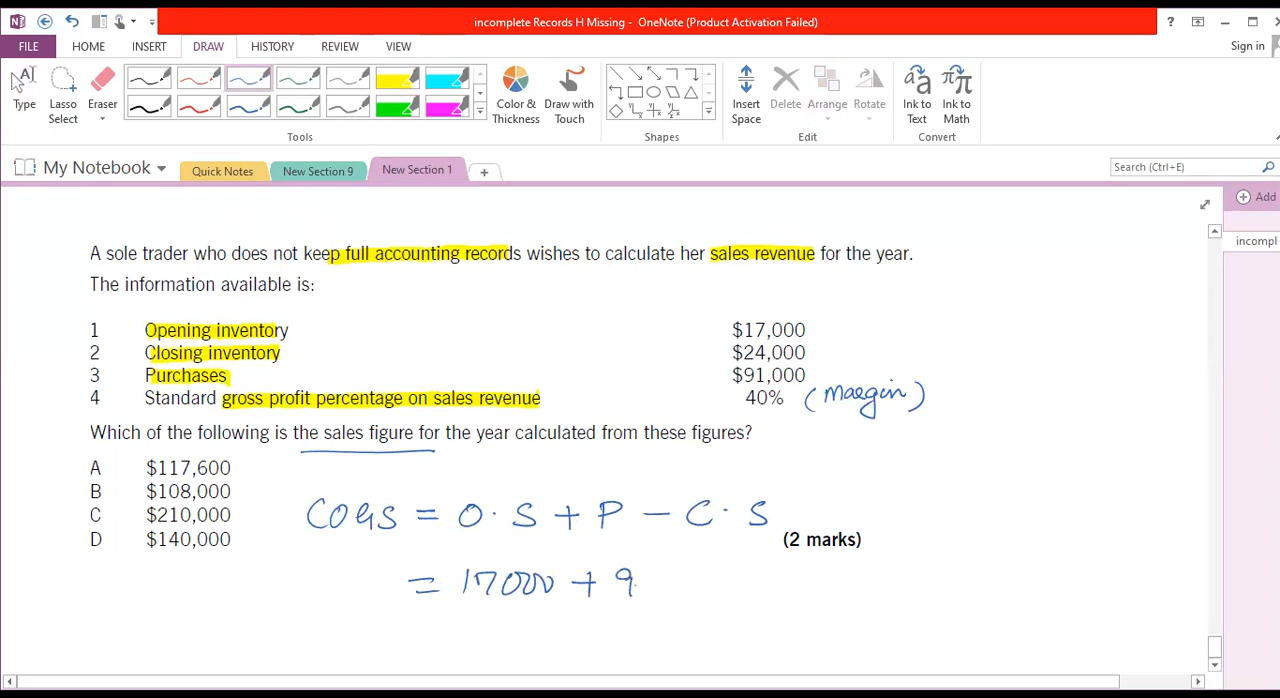 incomplete Records H Missing - OneNote (Product Activation Failed)
?
FILE HOME INSERT DRAW HISTORY REVIEW VIEW
Sign in
Type
Lasso Select
Eraser
Color & Thickness
Draw with Touch
Insert Space
Delete
Arrange
Rotate
Ink to Text
Ink to Math
Tools
Shapes
Edit
Convert
My Notebook
Quick Notes
New Section 9
New Section 1
Search (Ctrl+E)
Add
incompl
A sole trader who does not keep full accounting records wishes to calculate her sales revenue for the year.
The information available is:
1 Opening inventory $17,000
2 Closing inventory $24,000
3 Purchases $91,000
4 Standard gross profit percentage on sales revenue 40% (Margin)
Which of the following is the sales figure for the year calculated from these figures?
A $117,600
B $108,000
C $210,000
D $140,000
COGS = O.S + P - C.S
(2 marks)
= 17000 + 9